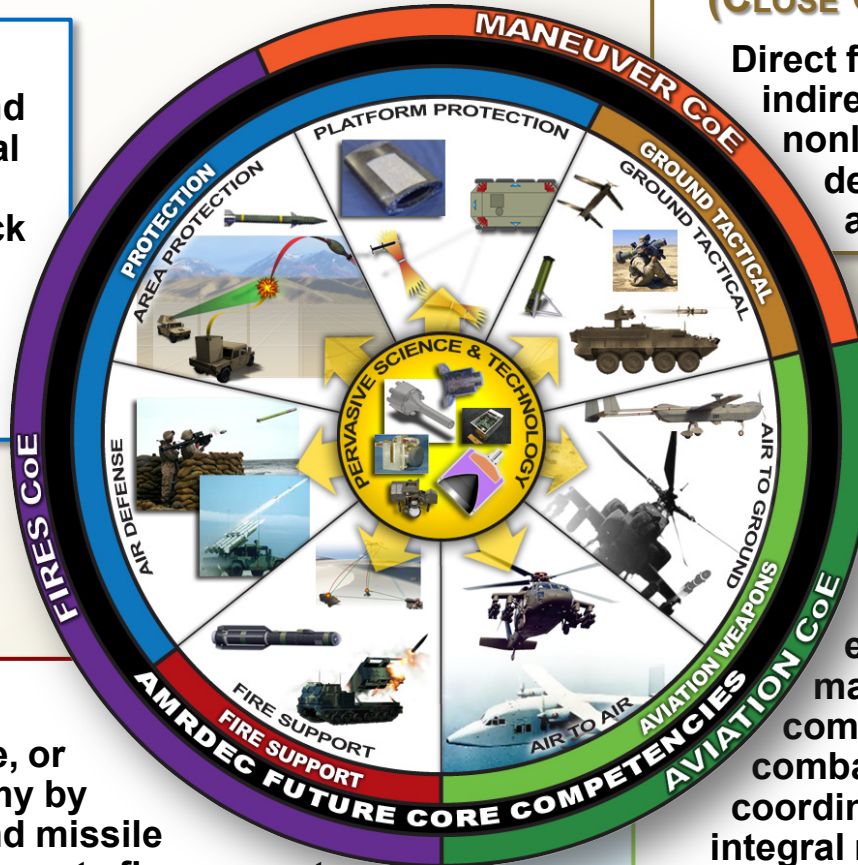 (CLOSE
Direct
indire
nonl
de
a
nd
al
ck
MANEUVER CoE
PLATFORM PROTECTION
PROTECTION
AREA PROTECTION
GROUND TACTICAL
GROUND TACTICAL
PERVASIVE SCIENCE & TECHNOLOGY
AIR DEFENSE
AIR TO GROUND
FIRES CoE
FIRE SUPPORT
FIRE SUPPORT
AIR TO AIR
AVIATION WEAPONS
AVIATION CoE
AMRDEC FUTURE CORE COMPETENCIES
e, or
ny by
nd missile
e
ma
com
comba
coordin
integral